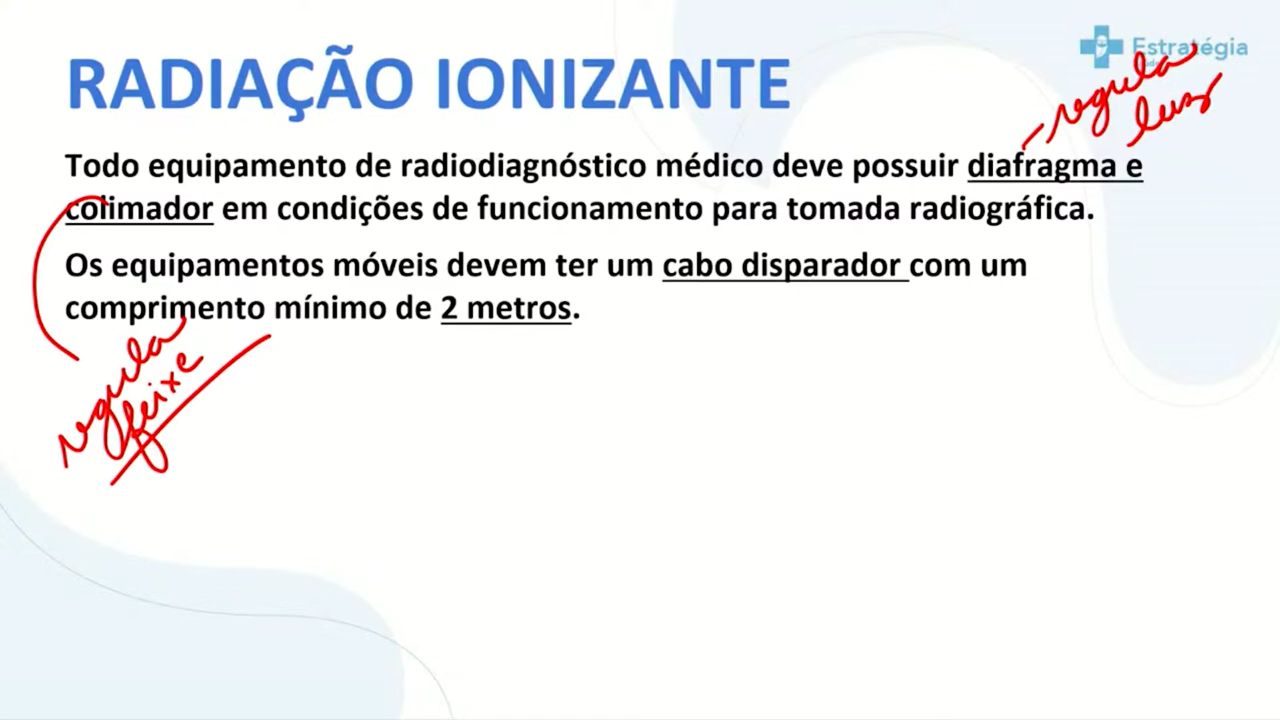 Estratégia
RADIAÇÃO IONIZANTE
regula
luz
Todo equipamento de radiodiagnóstico médico deve possuir diafragma e
colimador em condições de funcionamento para tomada radiográfica.
Os equipamentos móveis devem ter um cabo disparador com um
comprimento mínimo de 2 metros.
regula
feixe